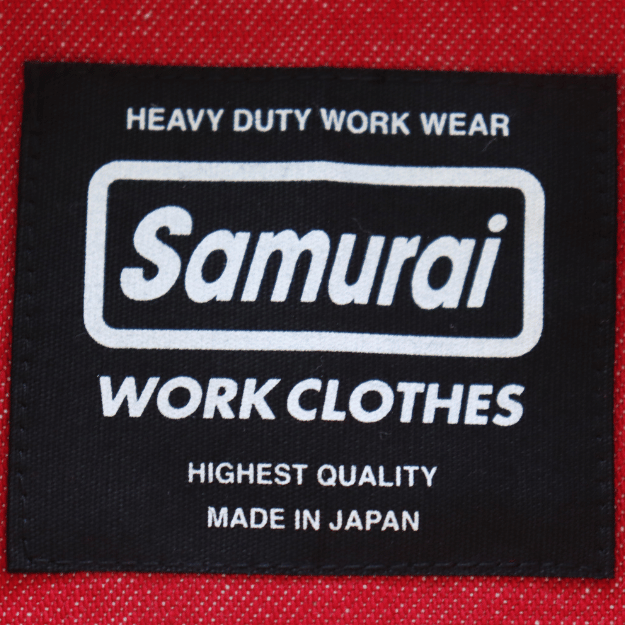 HEAVY DUTY WORK WEAR
Samurai
WORK CLOTHES
HIGHEST QUALITY
MADE IN JAPAN